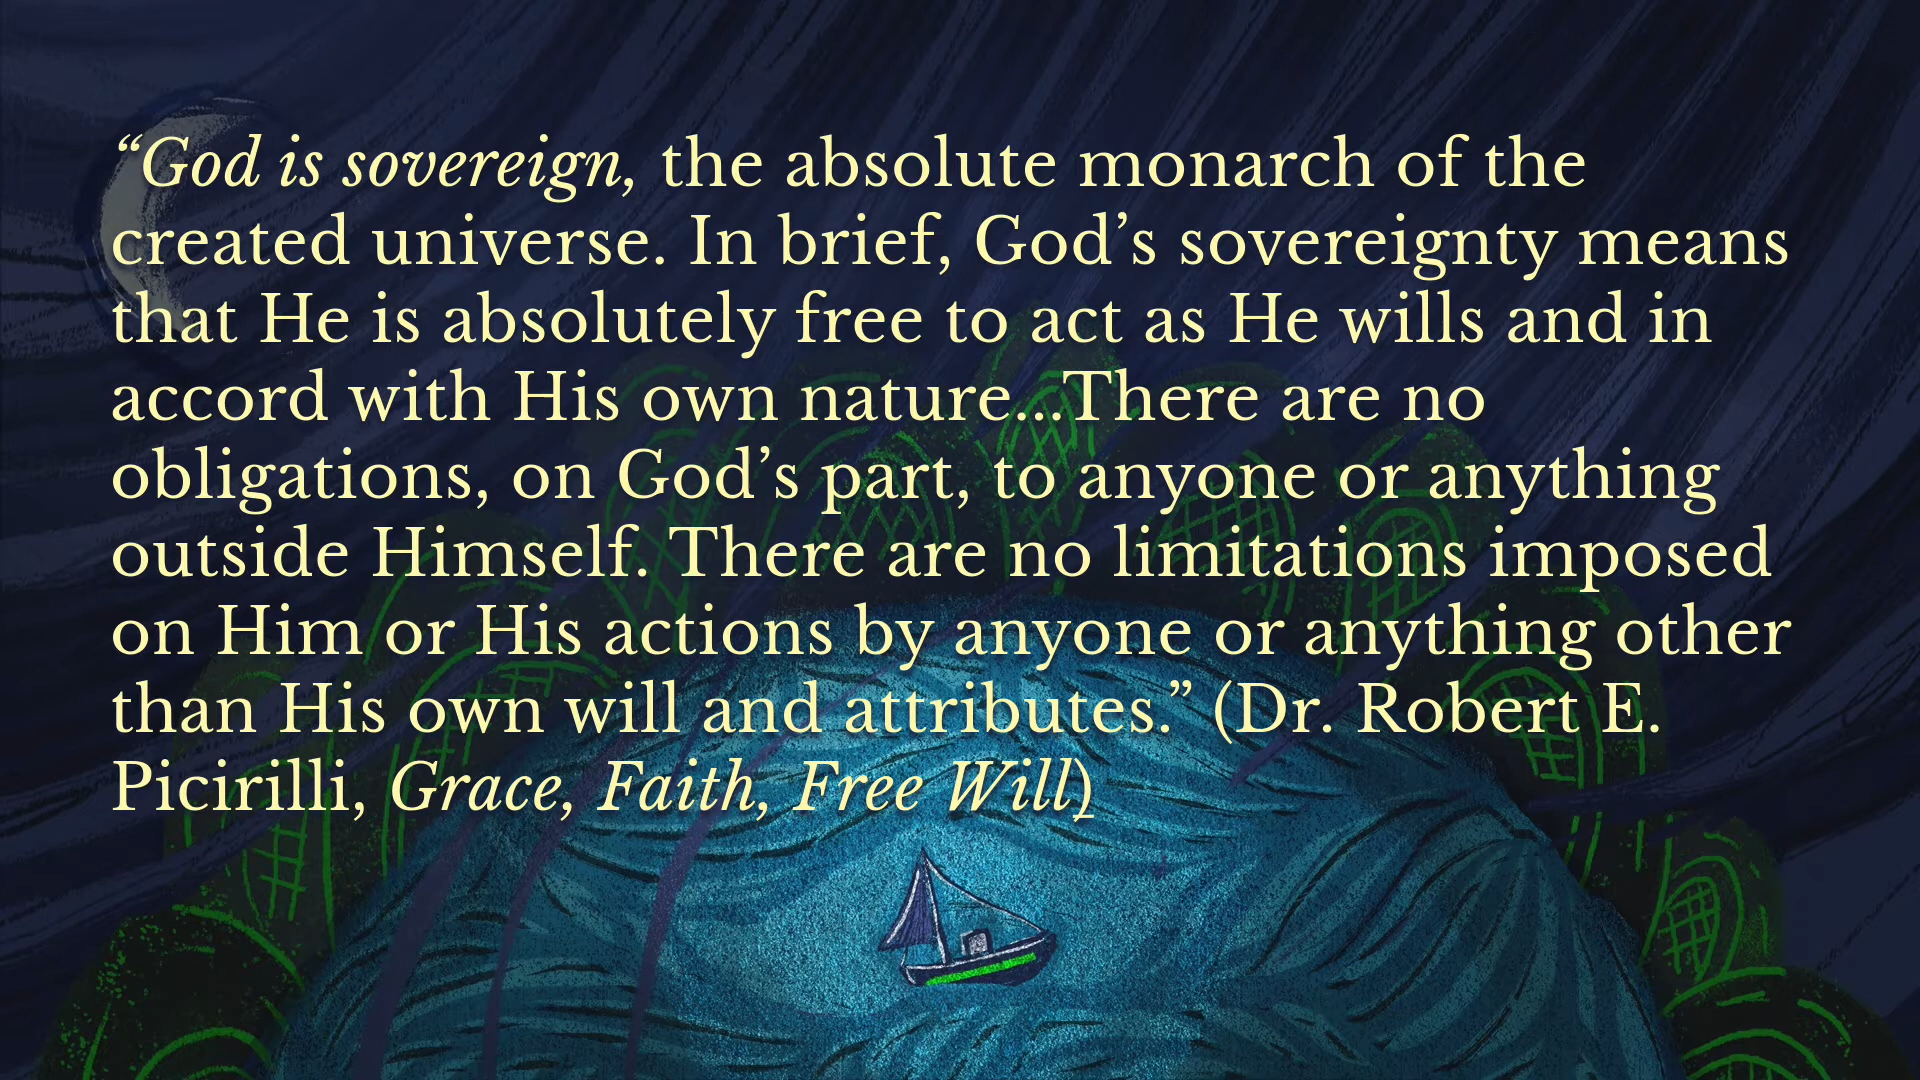 “God is sovereign, the absolute monarch of the
created universe. In brief, God’s sovereignty means
that He is absolutely free to act as He wills and in
accord with His own nature...There are no
obligations, on God’s part, to anyone or anything
outside Himself. There are no limitations imposed
on Him or His actions by anyone or anything other
than His own will and attributes.” (Dr. Robert E.
Picirilli, Grace, Faith, Free Will)